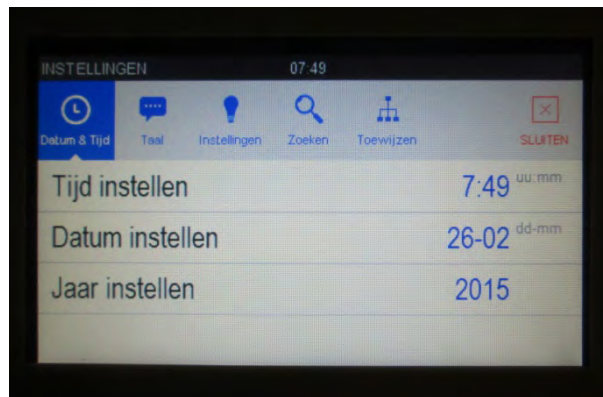 INSTELLINGEN 07:49
Datum & Tijd Taal Instellingen Zoeken Toewijzen SLUITEN
Tijd instellen 7:49 uu:mm
Datum instellen 26-02 dd-mm
Jaar instellen 2015